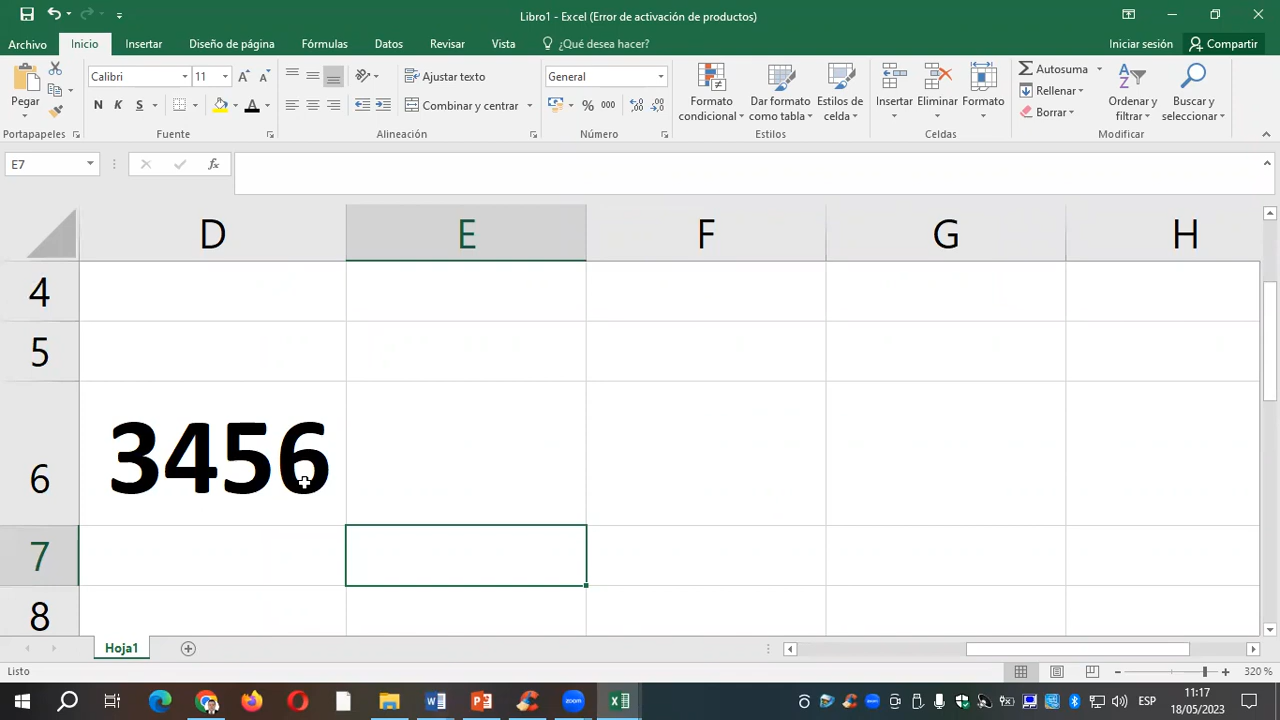 Libro1 - Excel (Error de activación de productos)
Archivo Inicio Insertar Diseño de página Fórmulas Datos Revisar Vista ¿Qué desea hacer? Iniciar sesión Compartir
Pegar
Calibri 11
N K S
Ajustar texto
Combinar y centrar
General
% 000
Formato condicional
Dar formato como tabla
Estilos de celda
Insertar Eliminar Formato
Autosuma
Rellenar
Borrar
Ordenar y filtrar
Buscar y seleccionar
Portapapeles Fuente Alineación Número Estilos Celdas Modificar
E7 fx
D E F G H
4
5
6 3456
7
8
Hoja1
Listo 320 %
ESP 11:17
18/05/2023